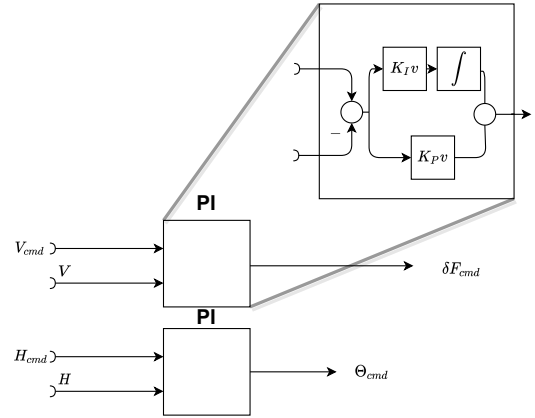 K_I v
∫
−
K_P v
PI
V_cmd
V
δF_cmd
PI
H_cmd
H
Θ_cmd